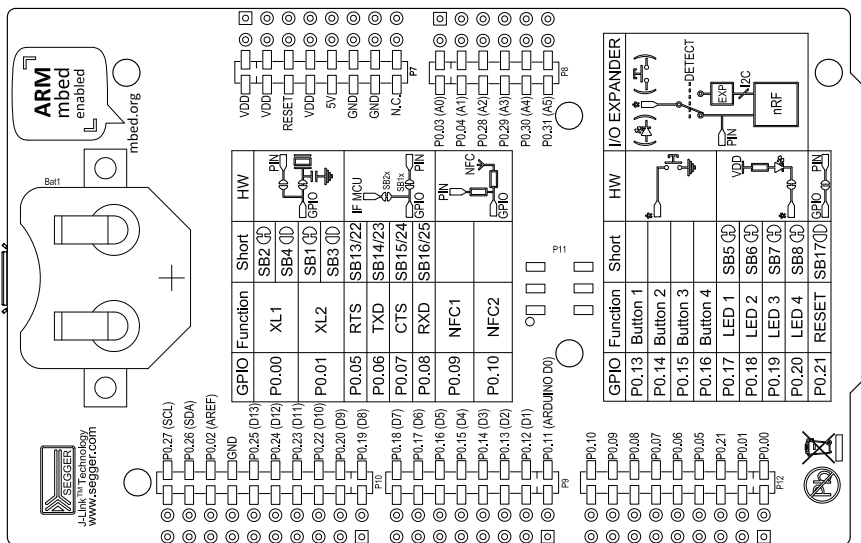 ARM
mbed
enabled
mbed.org
Bat1
SEGGER
J-Link™ Technology
www.segger.com
VDD
VDD
RESET
VDD
5V
GND
GND
N.C.
P7
P0.03 (A0)
P0.04 (A1)
P0.28 (A2)
P0.29 (A3)
P0.30 (A4)
P0.31 (A5)
P8
GPIO Function Short HW
P0.00 XL1 SB2
SB4
P0.01 XL2 SB1
SB3
PIN
GPIO
P0.05 RTS SB13/22
P0.06 TXD SB14/23
P0.07 CTS SB15/24
P0.08 RXD SB16/25
IF MCU
SB2x
SB1x
PIN
GPIO
P0.09 NFC1
P0.10 NFC2
PIN
NFC
GPIO
P11
GPIO Function Short HW I/O EXPANDER
P0.13 Button 1
P0.14 Button 2
P0.15 Button 3
P0.16 Button 4
*
P0.17 LED 1 SB5
P0.18 LED 2 SB6
P0.19 LED 3 SB7
P0.20 LED 4 SB8
VDD
*
P0.21 RESET SB17
PIN
GPIO
*
DETECT
EXP
I2C
PIN
nRF
P0.27 (SCL)
P0.26 (SDA)
P0.02 (AREF)
GND
P0.25 (D13)
P0.24 (D12)
P0.23 (D11)
P0.22 (D10)
P0.20 (D9)
P0.19 (D8)
P10
P0.18 (D7)
P0.17 (D6)
P0.16 (D5)
P0.15 (D4)
P0.14 (D3)
P0.13 (D2)
P0.12 (D1)
P0.11 (ARDUINO D0)
P9
P0.10
P0.09
P0.08
P0.07
P0.06
P0.05
P0.21
P0.01
P0.00
P12
Pb